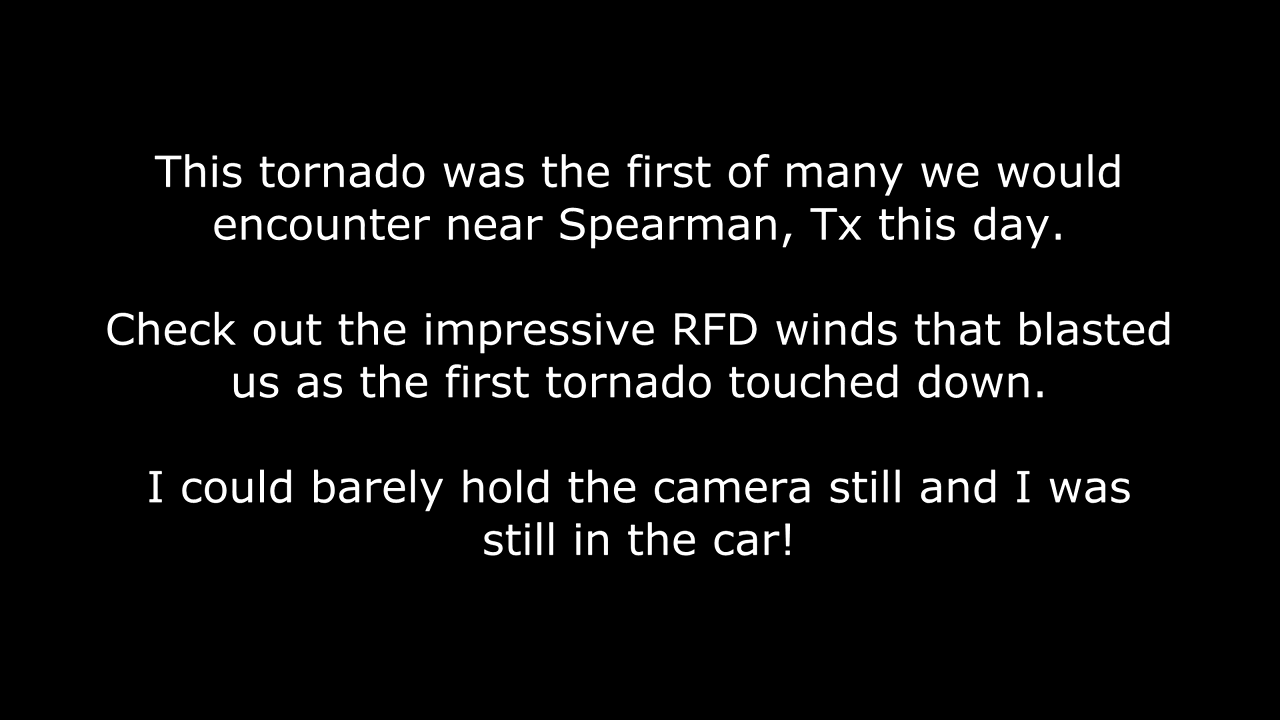 This tornado was the first of many we would
encounter near Spearman, Tx this day.
Check out the impressive RFD winds that blasted
us as the first tornado touched down.
I could barely hold the camera still and I was
still in the car!